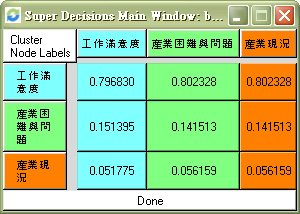 Super Decisions Main Window: b...
Cluster
Node Labels
工作滿意度
產業困難與問題
產業現況
工作滿
意度
0.796830
0.802328
0.802328
產業困
難與問
題
0.151395
0.141513
0.141513
產業現
況
0.051775
0.056159
0.056159
Done